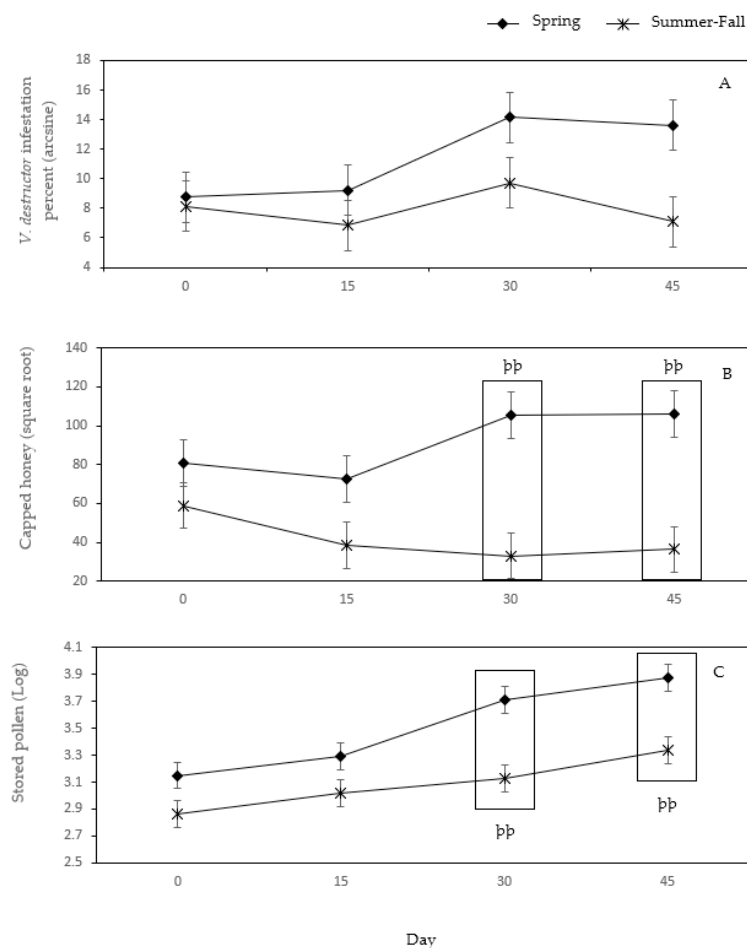 Spring Summer-Fall
V. destructor infestation
percent (arcsine)
18
16
14
12
10
8
6
4
A
0 15 30 45
Capped honey (square root)
140
120
100
80
60
40
20
þþ þþ
B
0 15 30 45
Stored pollen (Log)
4.1
3.9
3.7
3.5
3.3
3.1
2.9
2.7
2.5
C
þþ þþ
0 15 30 45
Day